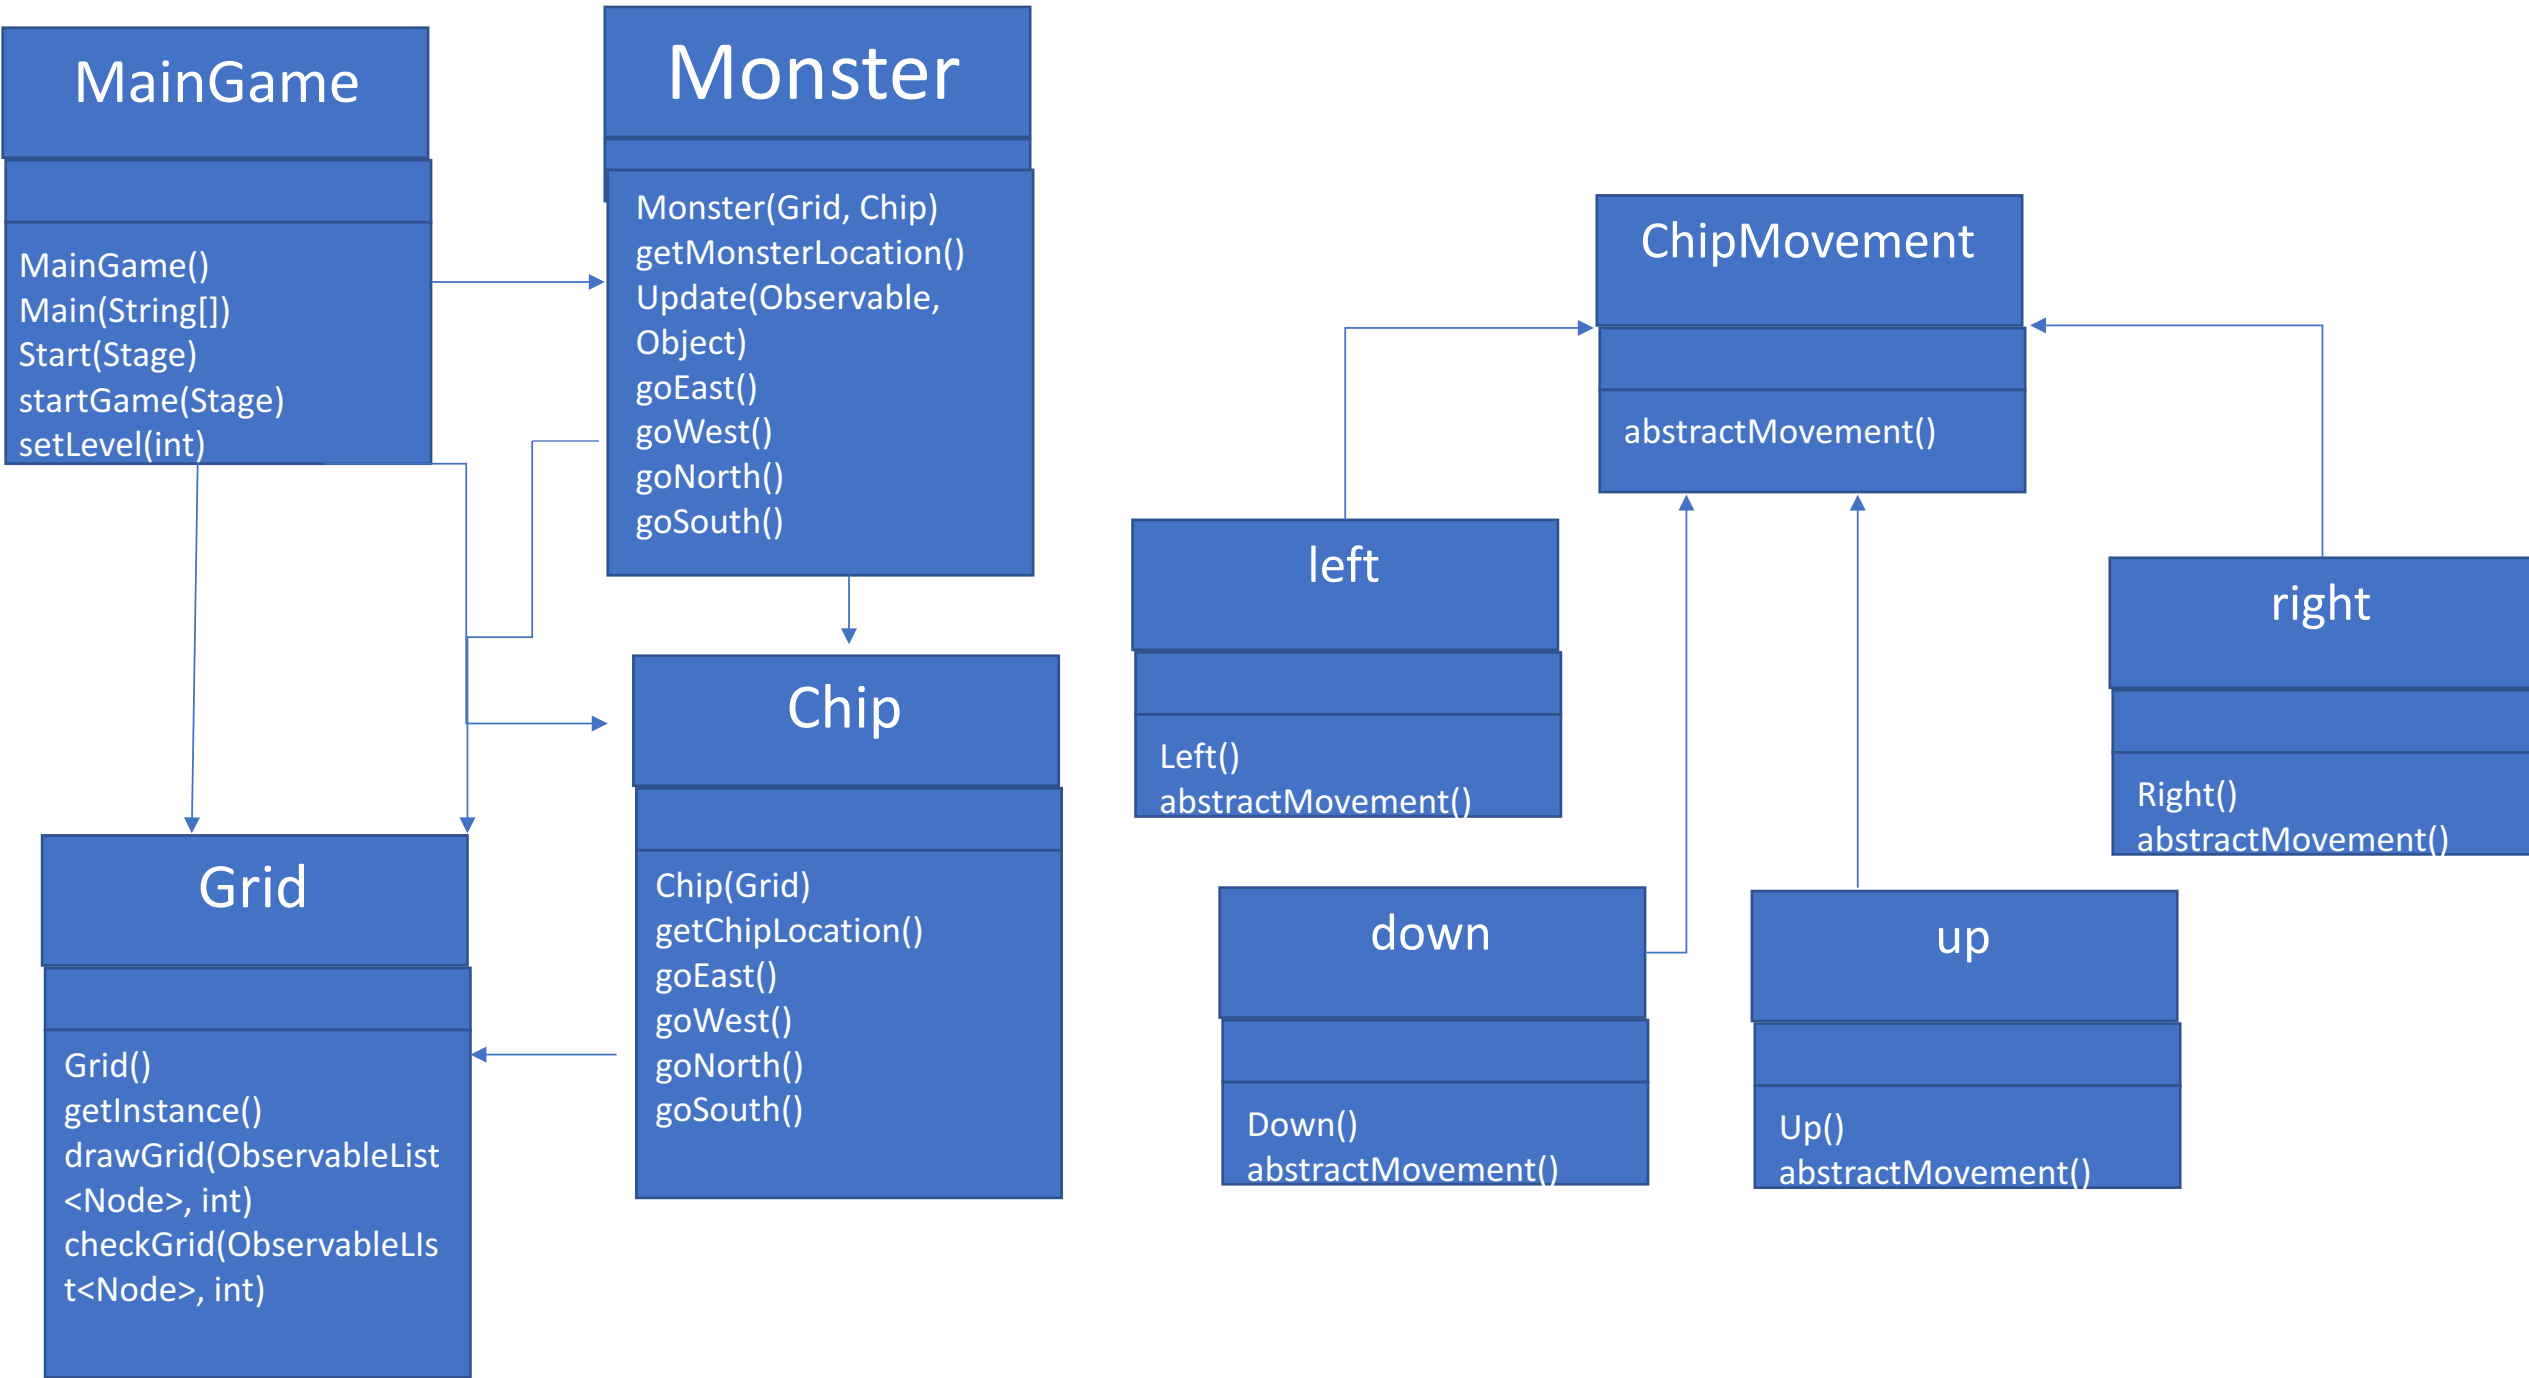 MainGame
MainGame()
Main(String[])
Start(Stage)
startGame(Stage)
setLevel(int)
Monster
Monster(Grid, Chip)
getMonsterLocation()
Update(Observable,
Object)
goEast()
goWest()
goNorth()
goSouth()
ChipMovement
abstractMovement()
left
Left()
abstractMovement()
right
Right()
abstractMovement()
Chip
Chip(Grid)
getChipLocation()
goEast()
goWest()
goNorth()
goSouth()
Grid
Grid()
getInstance()
drawGrid(ObservableList
<Node>, int)
checkGrid(ObservableLIs
t<Node>, int)
down
Down()
abstractMovement()
up
Up()
abstractMovement()